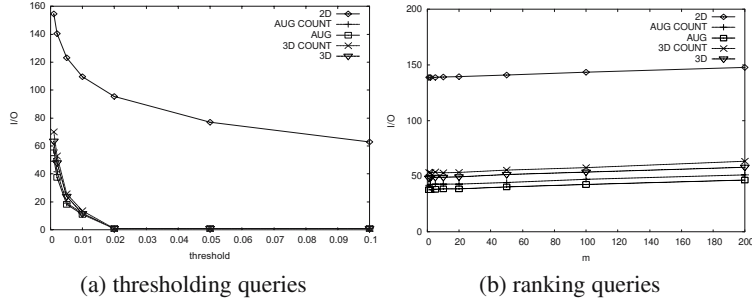 160
140
120
100
80
60
40
20
0
I/O
2D
AUG COUNT
AUG
3D COUNT
3D
0 0.01 0.02 0.03 0.04 0.05 0.06 0.07 0.08 0.09 0.1
threshold
(a) thresholding queries
200
150
100
50
0
I/O
2D
AUG COUNT
AUG
3D COUNT
3D
0 20 40 60 80 100 120 140 160 180 200
m
(b) ranking queries